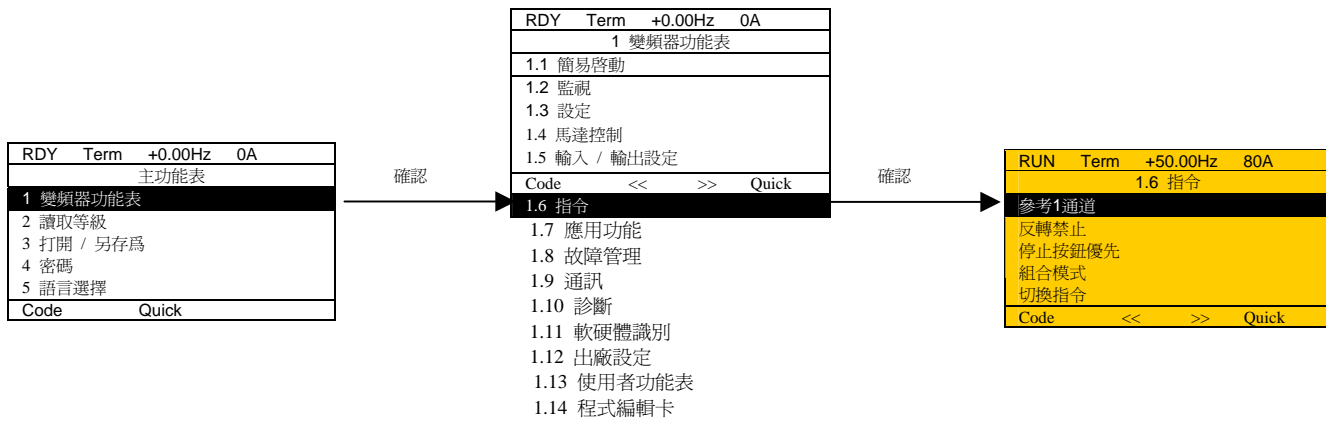 RDY Term +0.00Hz 0A
主功能表
1 變頻器功能表
2 讀取等級
3 打開 / 另存爲
4 密碼
5 語言選擇
Code Quick
確認
RDY Term +0.00Hz 0A
1 變頻器功能表
1.1 簡易啓動
1.2 監視
1.3 設定
1.4 馬達控制
1.5 輸入 / 輸出設定
Code << >> Quick
1.6 指令
1.7 應用功能
1.8 故障管理
1.9 通訊
1.10 診斷
1.11 軟硬體識別
1.12 出廠設定
1.13 使用者功能表
1.14 程式編輯卡
確認
RUN Term +50.00Hz 80A
1.6 指令
參考1通道
反轉禁止
停止按鈕優先
組合模式
切換指令
Code << >> Quick